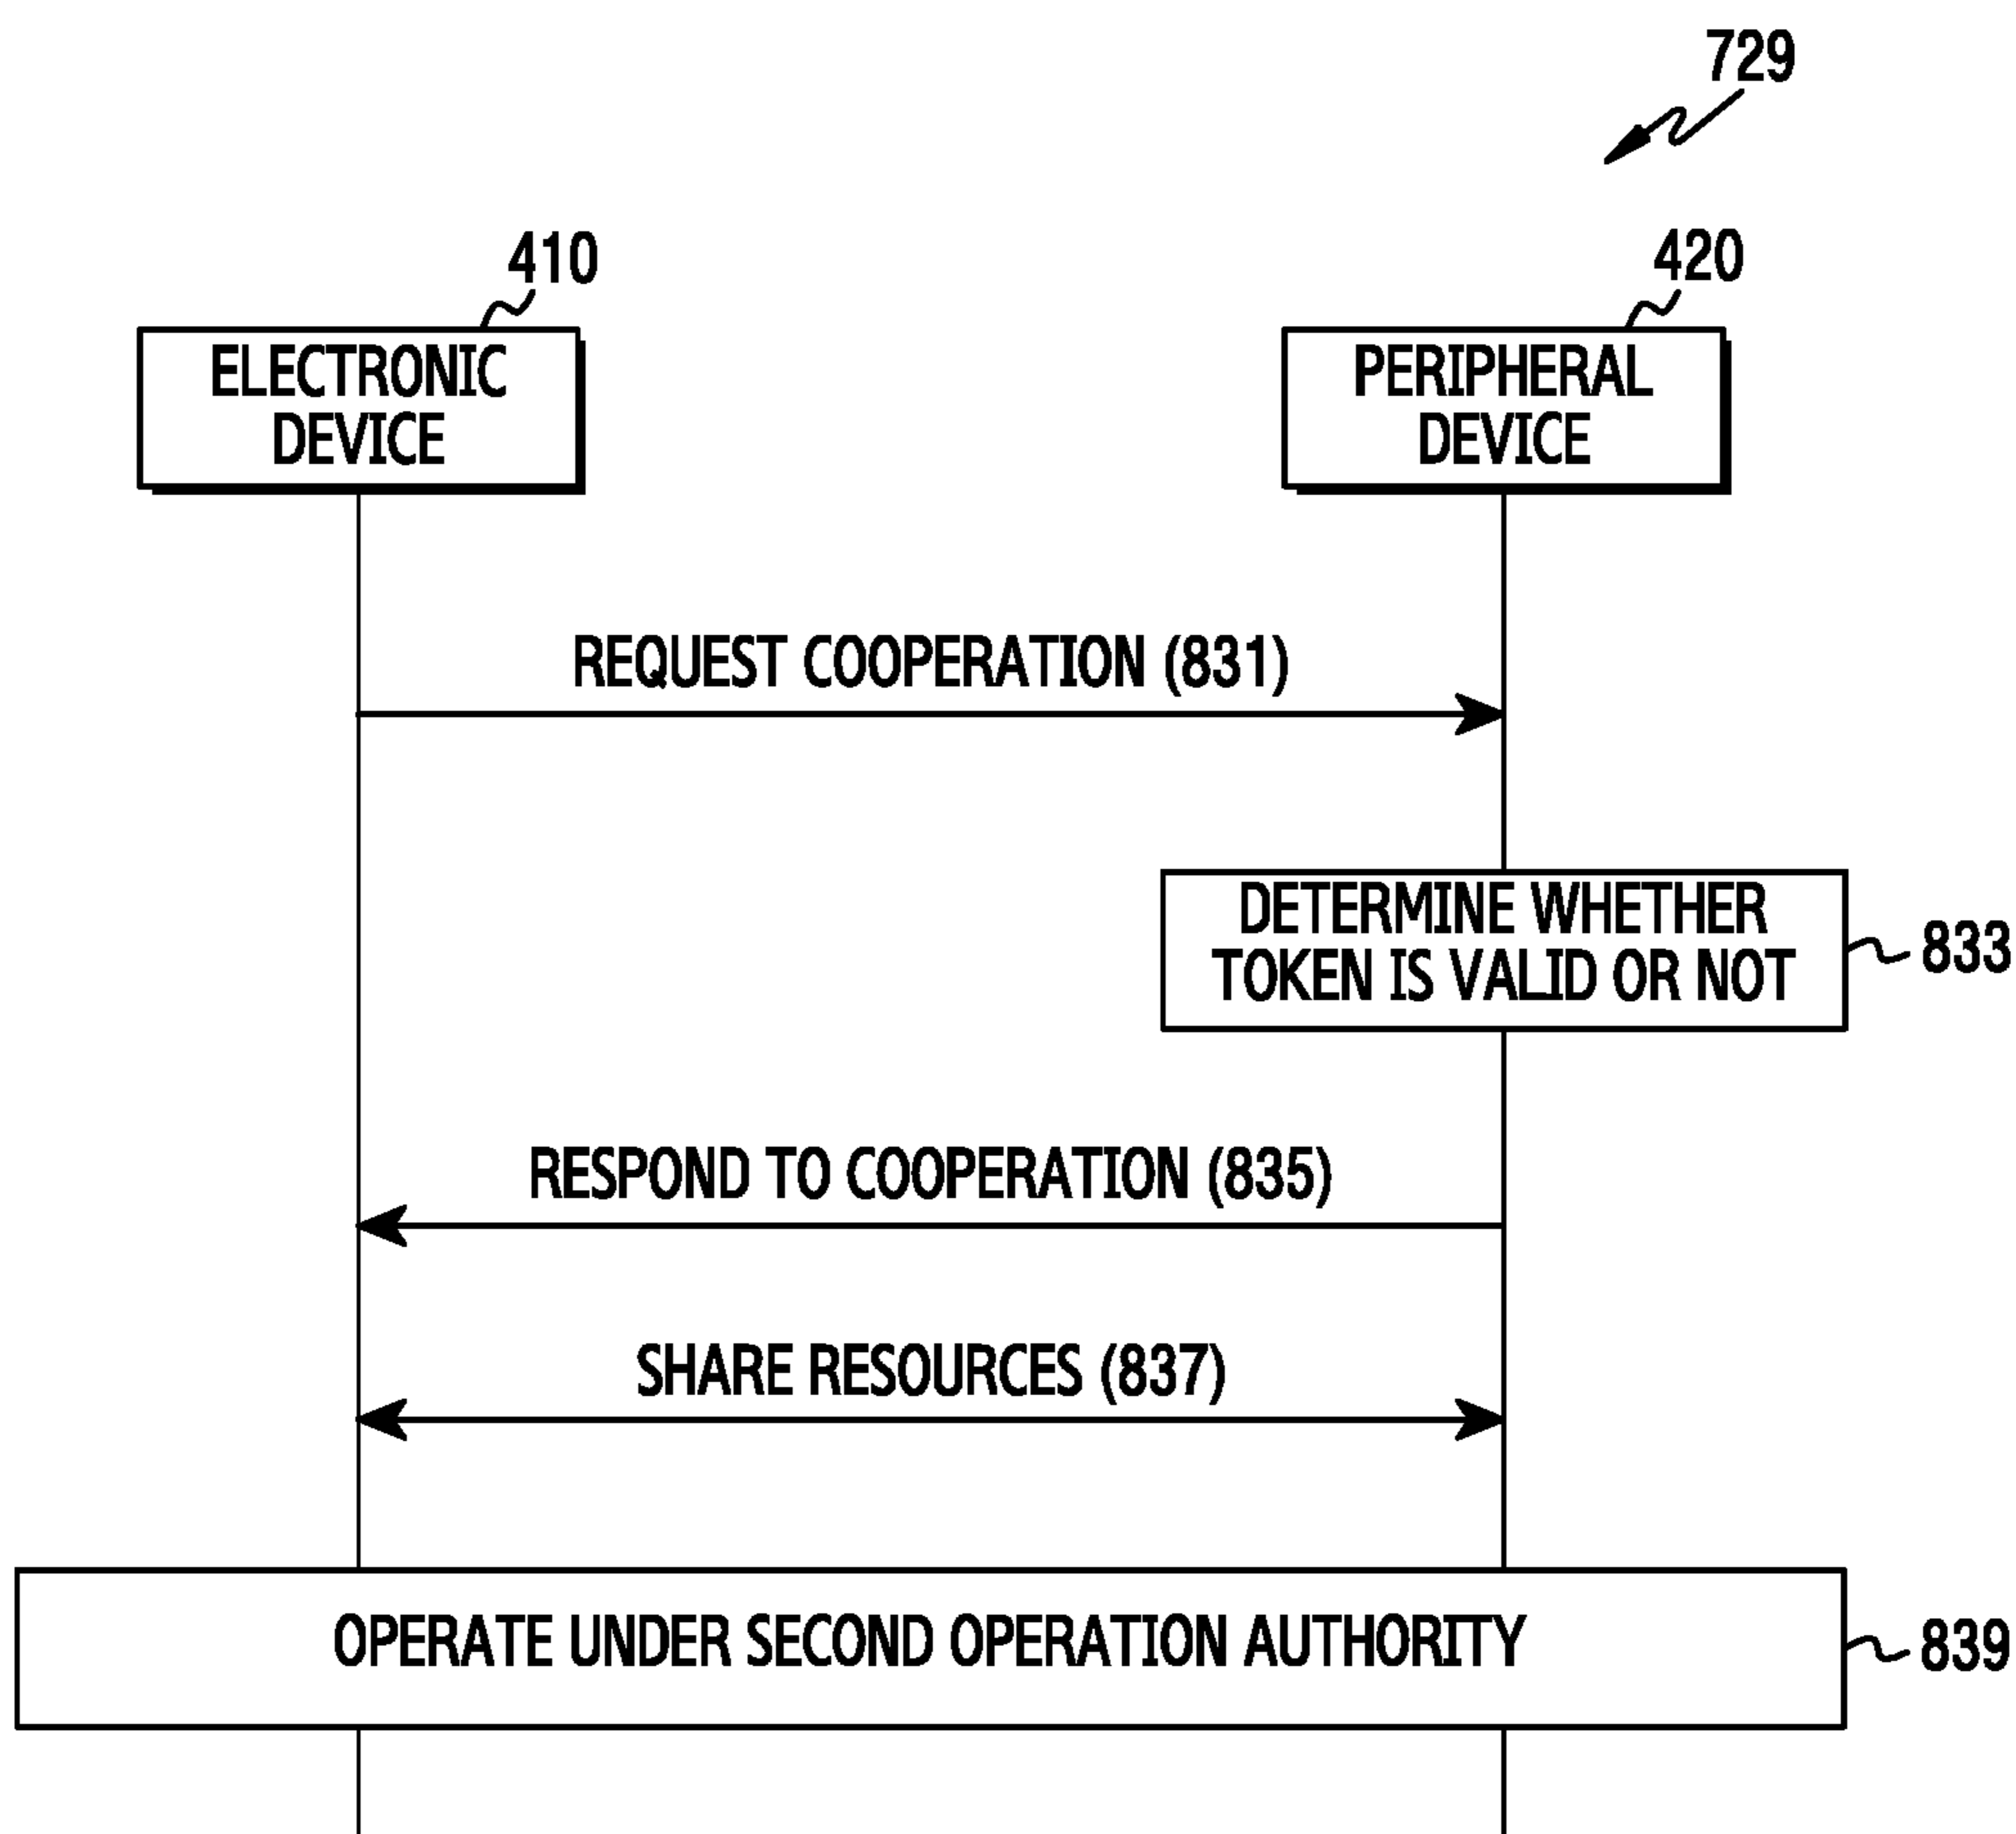 729
410
420
ELECTRONIC
DEVICE
PERIPHERAL
DEVICE
REQUEST COOPERATION (831)
DETERMINE WHETHER
TOKEN IS VALID OR NOT
833
RESPOND TO COOPERATION (835)
SHARE RESOURCES (837)
OPERATE UNDER SECOND OPERATION AUTHORITY
839